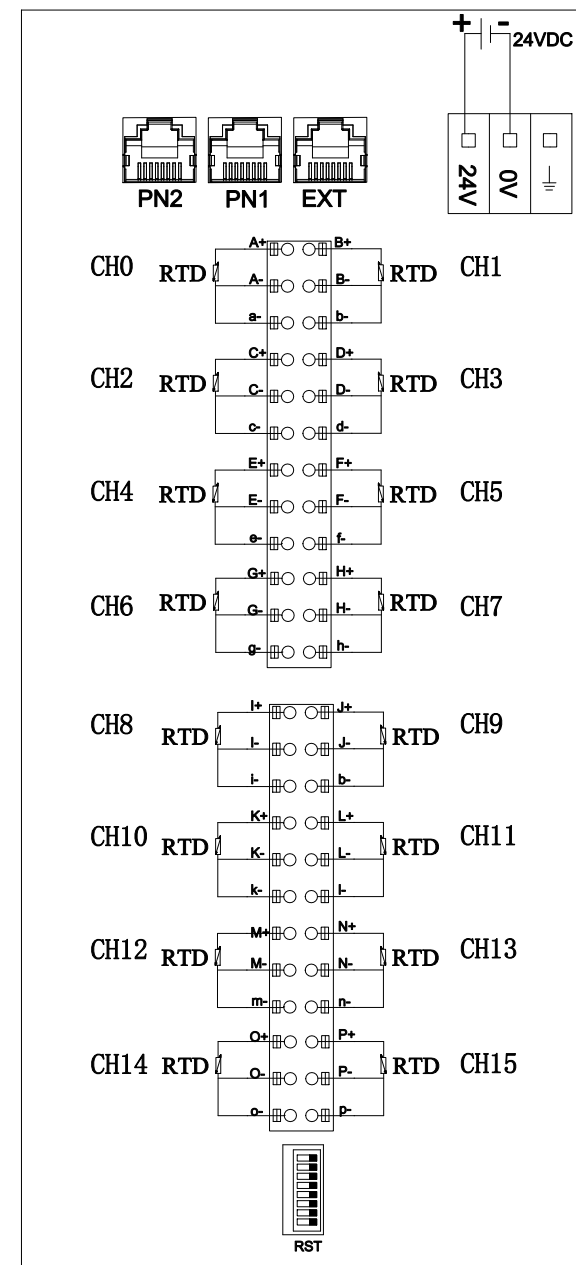 + - 24VDC
24V 0V
PN2 PN1 EXT
A+ B+
CH0 RTD A- B- RTD CH1
a- b-
C+ D+
CH2 RTD C- D- RTD CH3
c- d-
E+ F+
CH4 RTD E- F- RTD CH5
e- f-
G+ H+
CH6 RTD G- H- RTD CH7
g- h-
I+ J+
CH8 RTD I- J- RTD CH9
i- b-
K+ L+
CH10 RTD K- L- RTD CH11
k- l-
M+ N+
CH12 RTD M- N- RTD CH13
m- n-
O+ P+
CH14 RTD O- P- RTD CH15
o- p-
RST